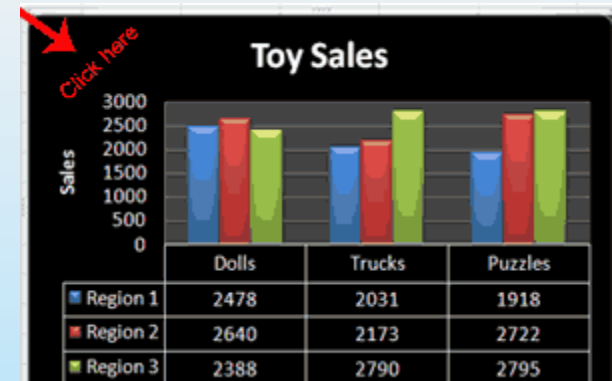 Click here
Toy Sales
Sales
3000
2500
2000
1500
1000
500
0
Dolls Trucks Puzzles
Region 1 2478 2031 1918
Region 2 2640 2173 2722
Region 3 2388 2790 2795